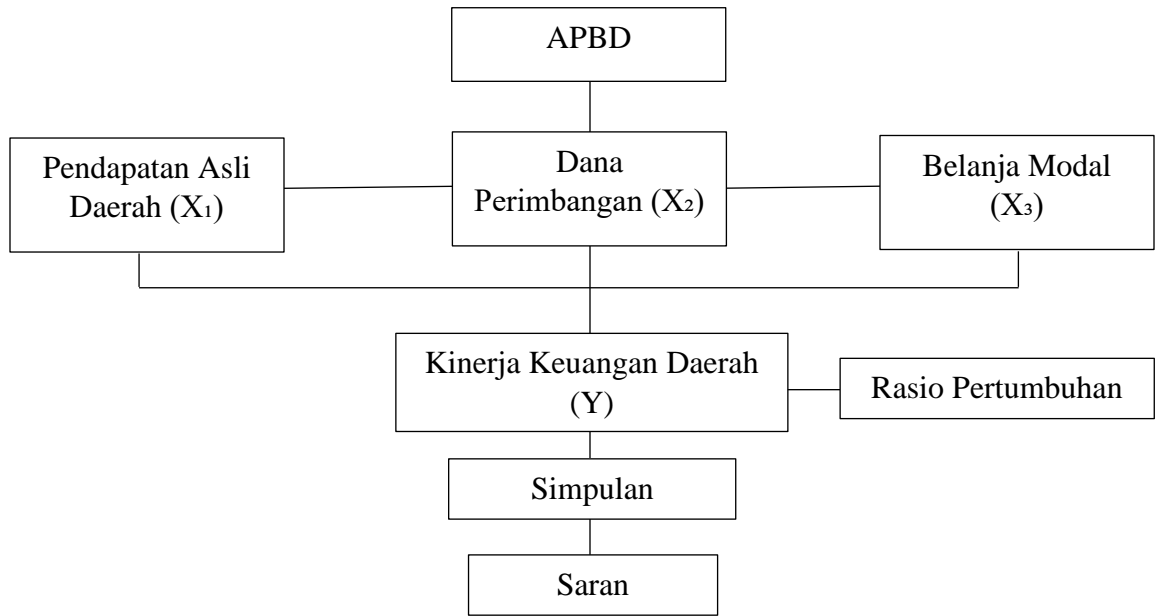 APBD
Pendapatan Asli
Daerah (X₁)
Dana
Perimbangan (X₂)
Belanja Modal
(X₃)
Kinerja Keuangan Daerah
(Y)
Rasio Pertumbuhan
Simpulan
Saran